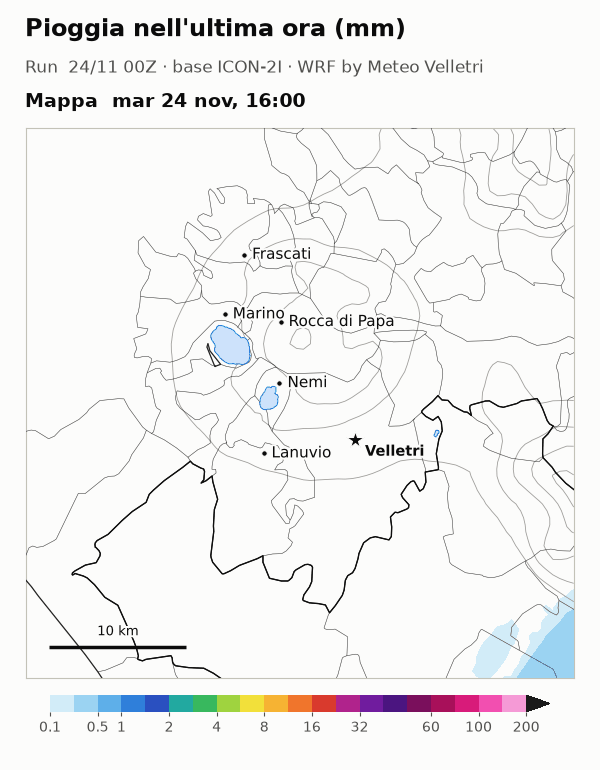 Pioggia nell'ultima ora (mm)
Run 24/11 00Z · base ICON-2I · WRF by Meteo Velletri
Mappa mar 24 nov, 16:00
Frascati
Marino
Rocca di Papa
Nemi
Velletri
Lanuvio
10 km
0.1 0.5 1 2 4 8 16 32 60 100 200